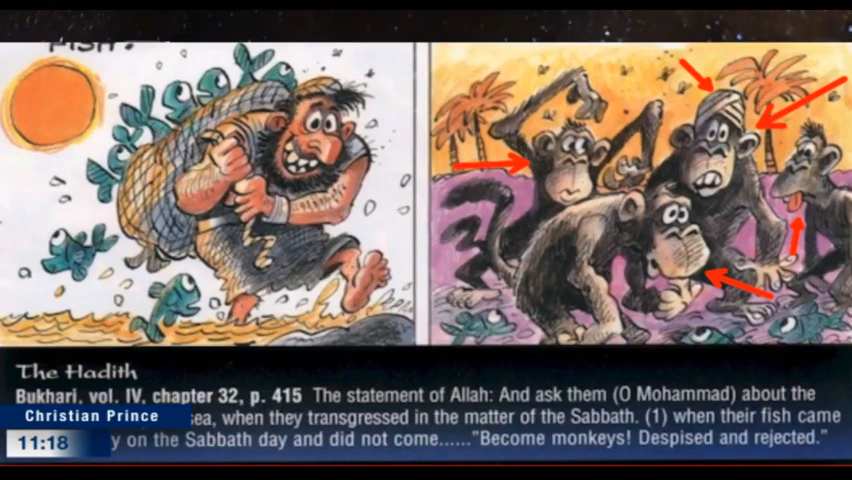 FISH.
The Hadith
Bukhari, vol. IV, chapter 32, p. 415 The statement of Allah: And ask them (O Mohammad) about the
Christian Prince
sea, when they transgressed in the matter of the Sabbath. (1) when their fish came
11:18
y on the Sabbath day and did not come......"Become monkeys! Despised and rejected."